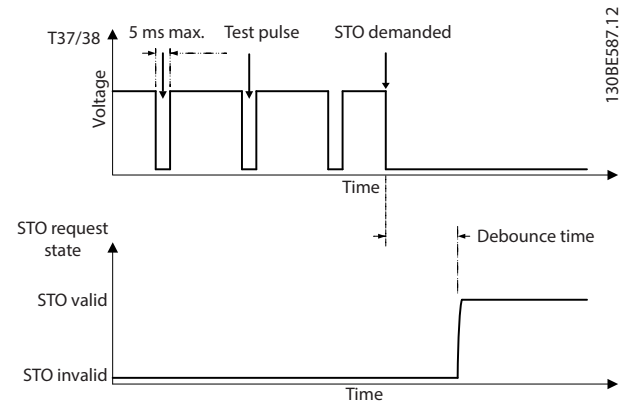 T37/38
5 ms max.
Test pulse
STO demanded
130BE587.12
Voltage
Time
STO request
state
Debounce time
STO valid
STO invalid
Time